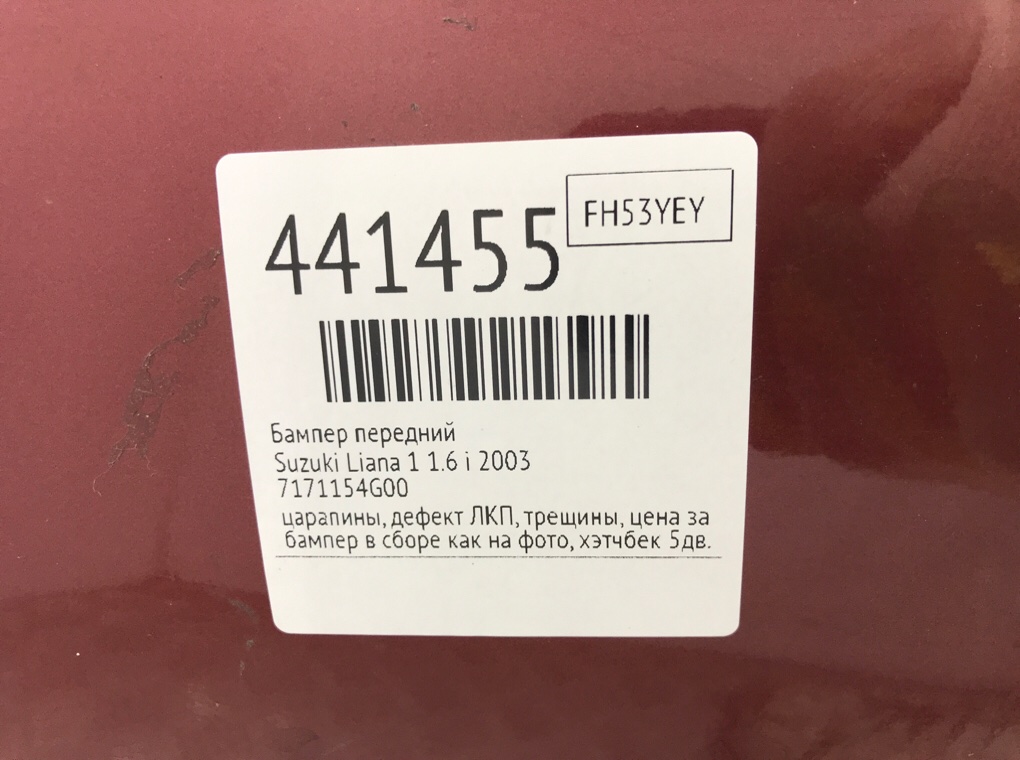 441455
FH53YEY
Бампер передний
Suzuki Liana 1 1.6 i 2003
7171154G00
царапины, дефект ЛКП, трещины, цена за
бампер в сборе как на фото, хэтчбек 5дв.